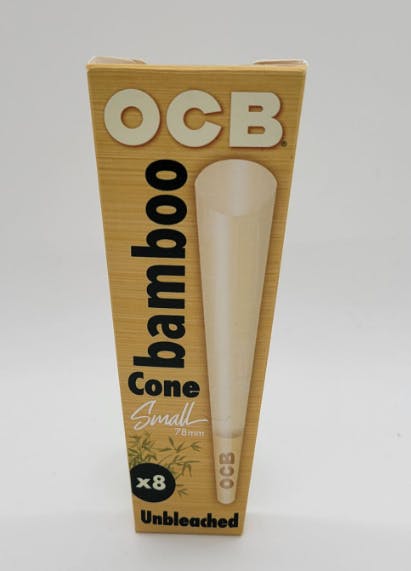 OCB
bamboo
Cone
Small
78mm
OCB
x8
Unbleached